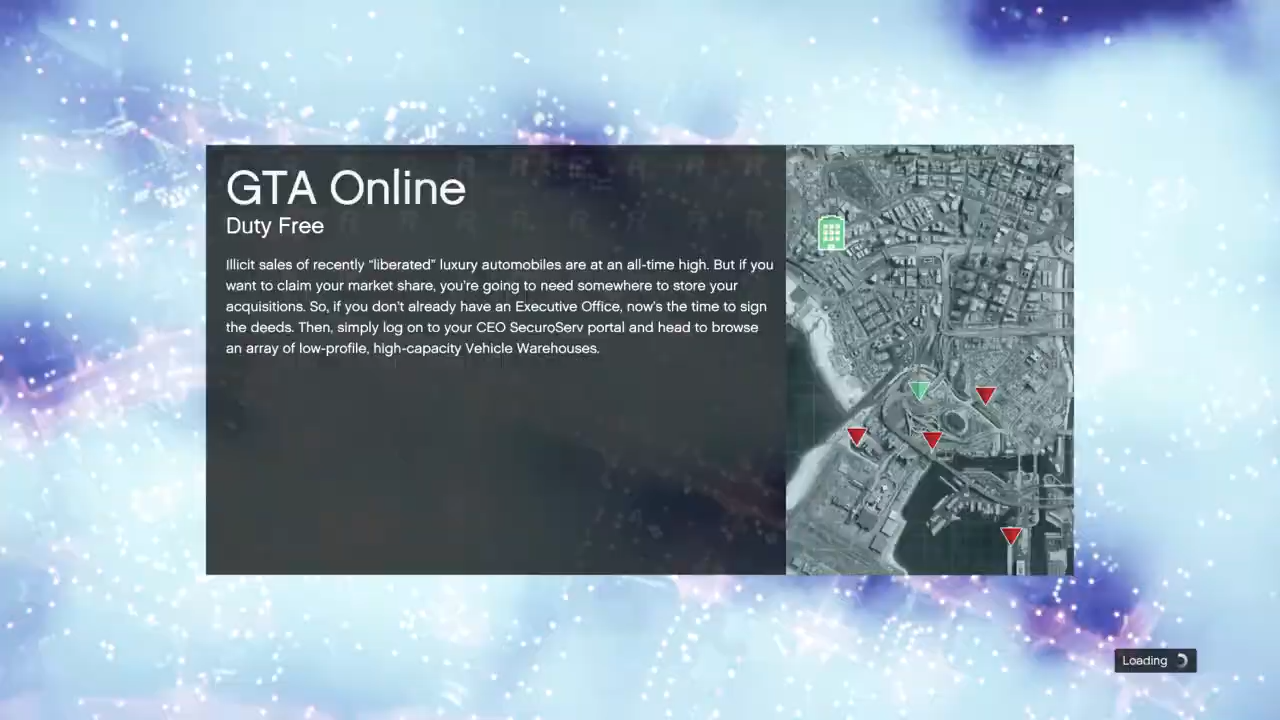 GTA Online
Duty Free
Illicit sales of recently “liberated” luxury automobiles are at an all-time high. But if you
want to claim your market share, you’re going to need somewhere to store your
acquisitions. So, if you don’t already have an Executive Office, now’s the time to sign
the deeds. Then, simply log on to your CEO SecuroServ portal and head to browse
an array of low-profile, high-capacity Vehicle Warehouses.
Loading